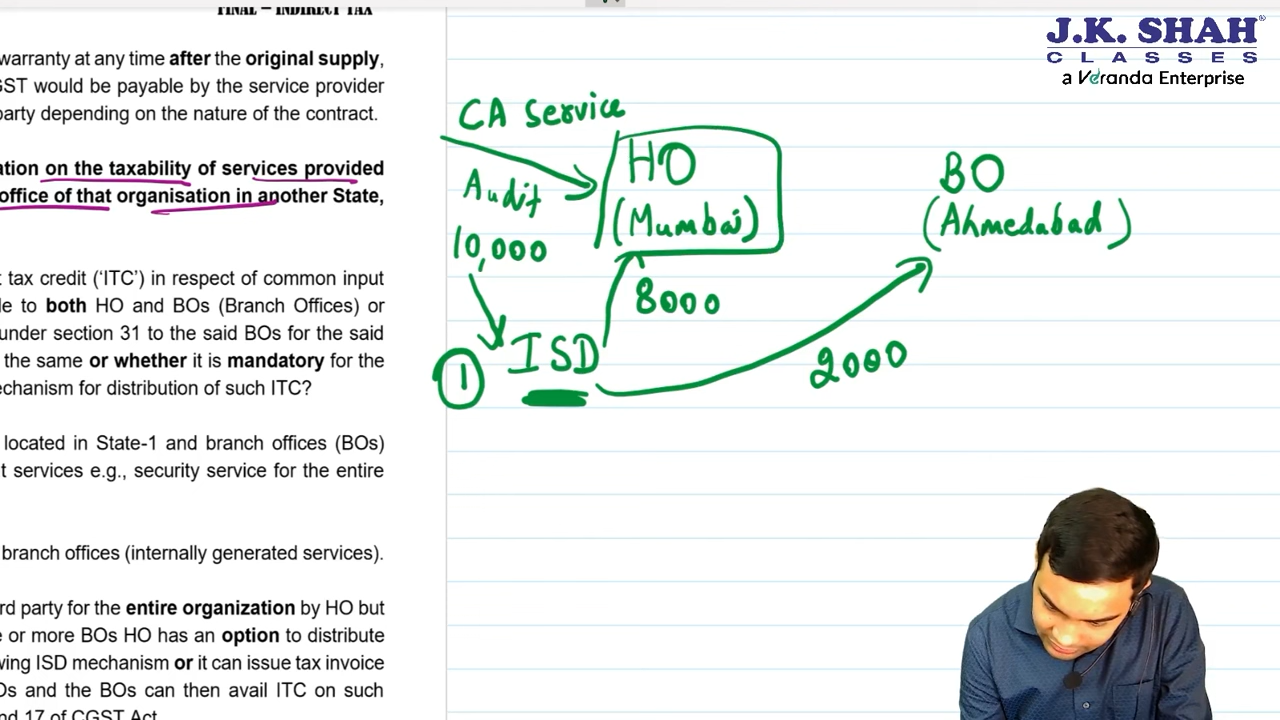 FINAL – INDIRECT TAX
warranty at any time after the original supply,
GST would be payable by the service provider
party depending on the nature of the contract.
ation on the taxability of services provided
office of that organisation in another State,
t tax credit ('ITC') in respect of common input
le to both HO and BOs (Branch Offices) or
under section 31 to the said BOs for the said
the same or whether it is mandatory for the
echanism for distribution of such ITC?
located in State-1 and branch offices (BOs)
t services e.g., security service for the entire
branch offices (internally generated services).
rd party for the entire organization by HO but
e or more BOs HO has an option to distribute
wing ISD mechanism or it can issue tax invoice
Os and the BOs can then avail ITC on such
nd 17 of CGST Act.
J.K. SHAH®
CLASSES
a Veranda Enterprise
CA Service
Audit
10,000
HO
(Mumbai)
BO
(Ahmedabad)
8000
1 ISD
2000